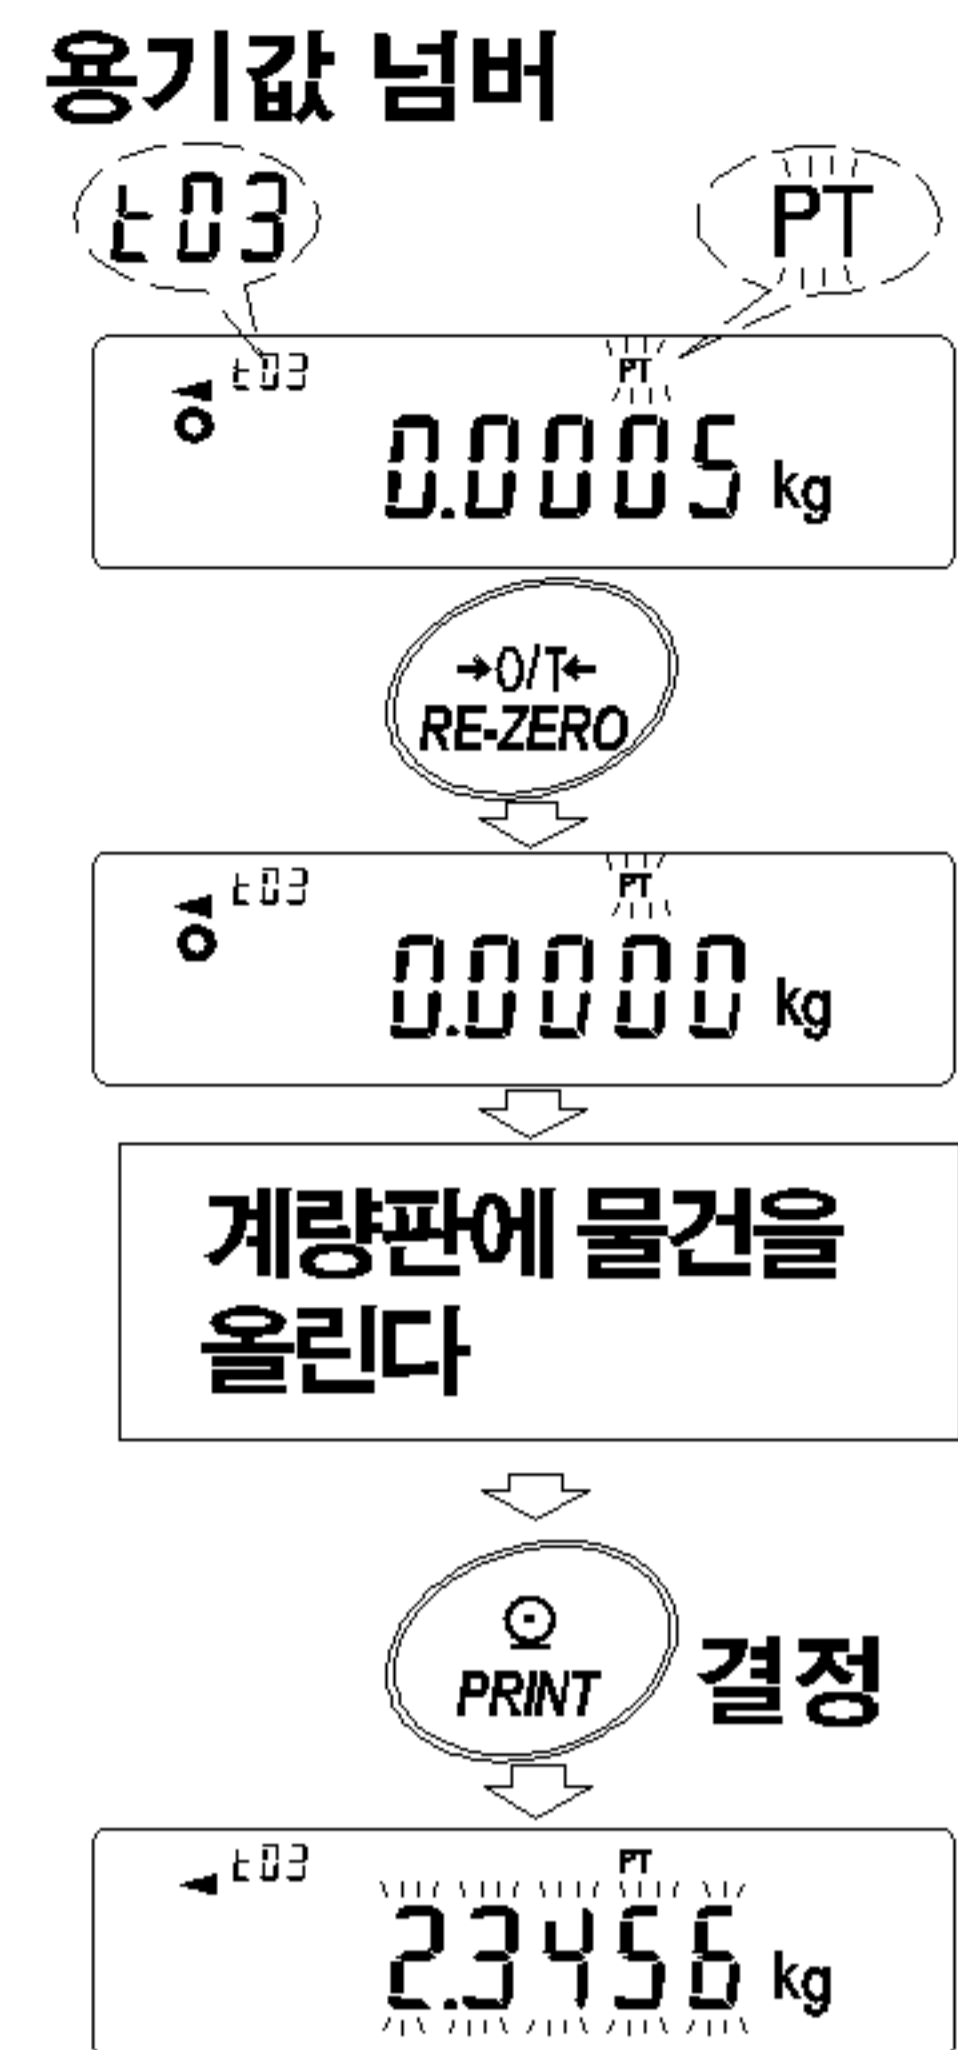 용기값 넘버
t03
PT
t03 PT
0.0005 kg
→0/T←
RE-ZERO
t03 PT
0.0000 kg
계량판에 물건을
올린다
PRINT 결정
t03 PT
2.3456 kg